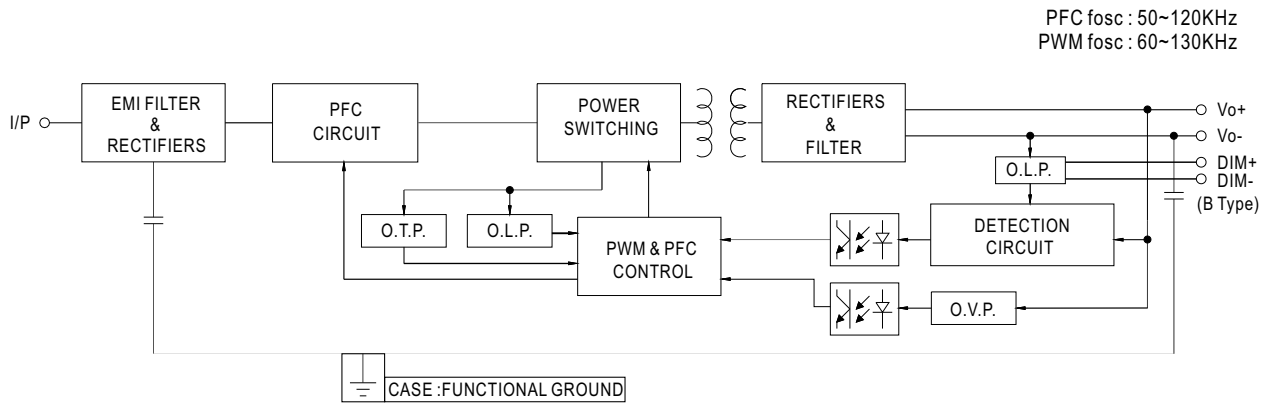 PFC fosc : 50~120KHz
PWM fosc : 60~130KHz
I/P
EMI FILTER
&
RECTIFIERS
PFC
CIRCUIT
POWER
SWITCHING
RECTIFIERS
&
FILTER
Vo+
Vo-
DIM+
DIM-
(B Type)
O.L.P.
O.T.P.
O.L.P.
PWM & PFC
CONTROL
DETECTION
CIRCUIT
O.V.P.
CASE :FUNCTIONAL GROUND